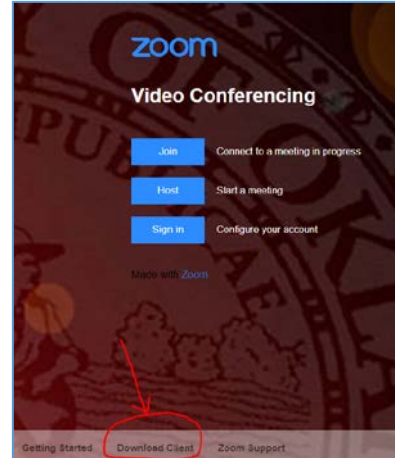 zoom
Video Conferencing
Join Connect to a meeting in progress
Host Start a meeting
Sign in Configure your account
Made with Zoom
Getting Started Download Client Zoom Support